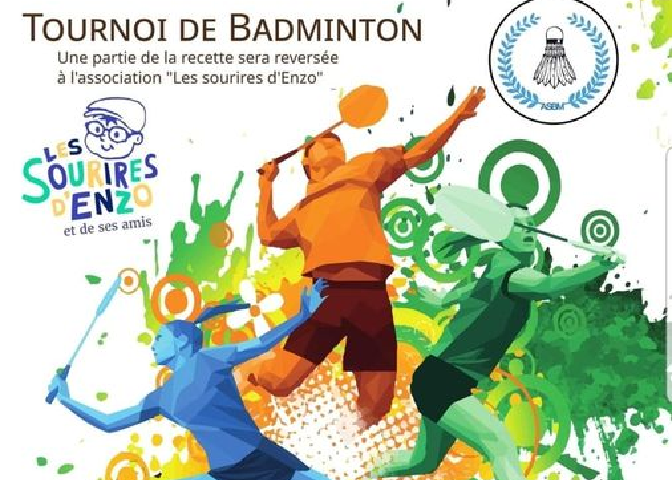 TOURNOI DE BADMINTON
Une partie de la recette sera reversée
à l'association "Les sourires d'Enzo"
LES
SOURIRES
D'ENZO
et de ses amis
ASBM